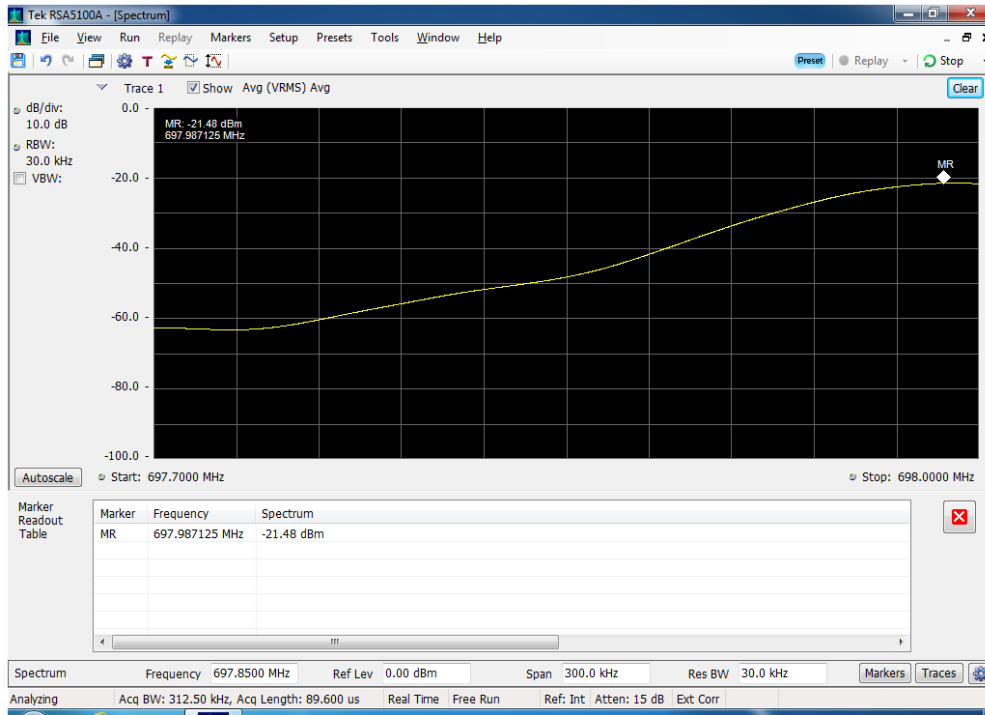 Tek RSA5100A - [Spectrum]
File View Run Replay Markers Setup Presets Tools Window Help
T Preset Replay Stop
Trace 1 Show Avg (VRMS) Avg Clear
dB/div:
10.0 dB
RBW:
30.0 kHz
VBW:
0.0 -
-20.0 -
-40.0 -
-60.0 -
-80.0 -
-100.0 -
MR: -21.48 dBm
697.987125 MHz
MR
Autoscale Start: 697.7000 MHz Stop: 698.0000 MHz
Marker
Readout
Table
Marker Frequency Spectrum
MR 697.987125 MHz -21.48 dBm
Spectrum Frequency 697.8500 MHz Ref Lev 0.00 dBm Span 300.0 kHz Res BW 30.0 kHz Markers Traces
Analyzing Acq BW: 312.50 kHz, Acq Length: 89.600 us Real Time Free Run Ref: Int Atten: 15 dB Ext Corr